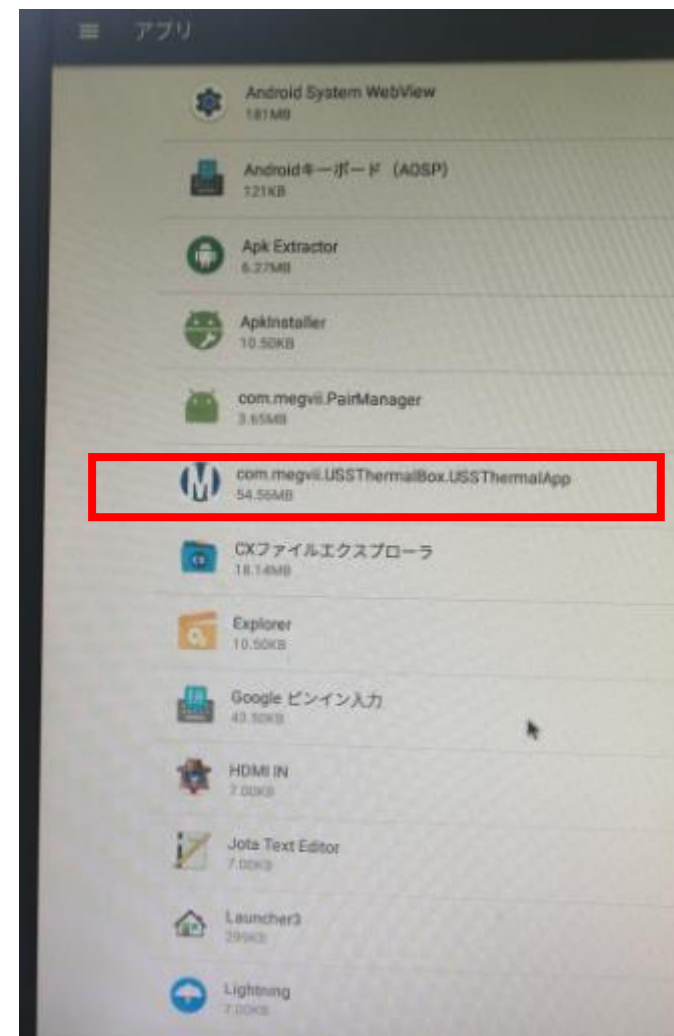 アプリ
Android System WebView
181MB
Androidキーボード (AOSP)
121KB
Apk Extractor
6.27MB
ApkInstaller
10.50KB
com.megvii.PairManager
3.65MB
com.megvii.USSThermalBox.USSThermalApp
54.56MB
CXファイルエクスプローラ
18.14MB
Explorer
10.50KB
Google ピンイン入力
43.50KB
HDMI IN
7.00KB
Jota Text Editor
7.00KB
Launcher3
299KB
Lightning
7.00KB